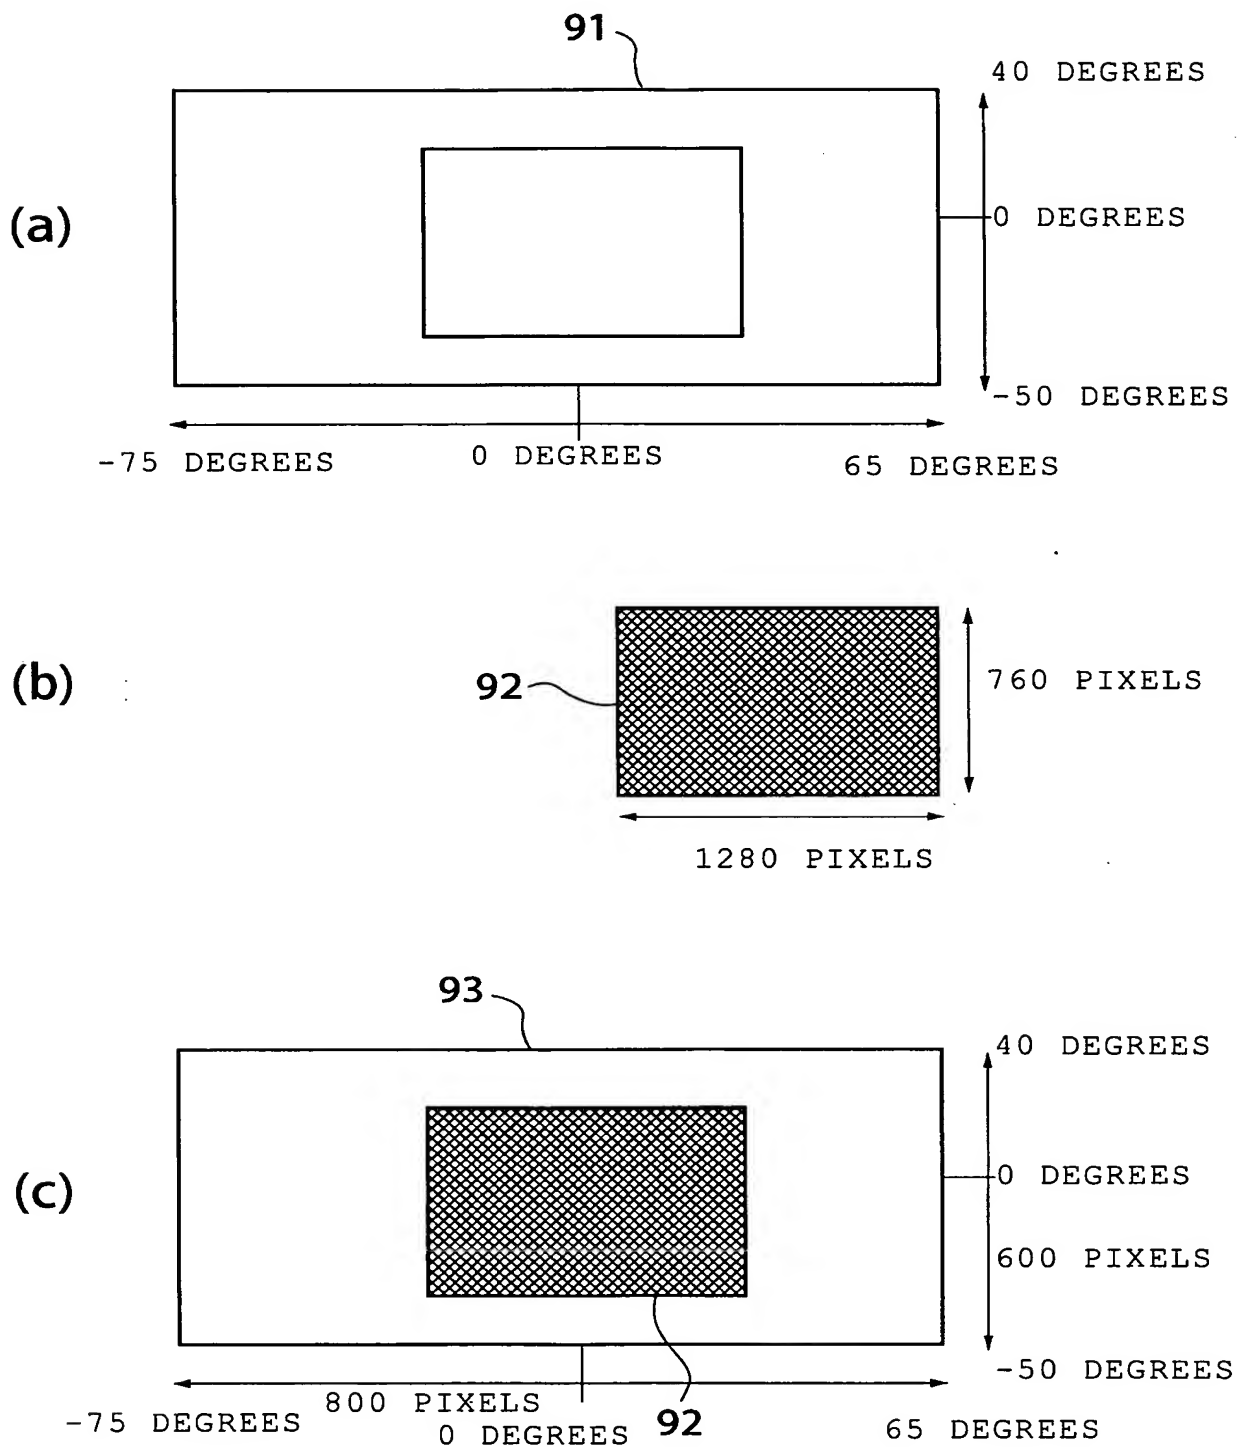 91
40 DEGREES
(a)
0 DEGREES
-50 DEGREES
-75 DEGREES
0 DEGREES
65 DEGREES
(b)
92
760 PIXELS
1280 PIXELS
93
40 DEGREES
(c)
0 DEGREES
600 PIXELS
-50 DEGREES
800 PIXELS
-75 DEGREES
0 DEGREES
92
65 DEGREES